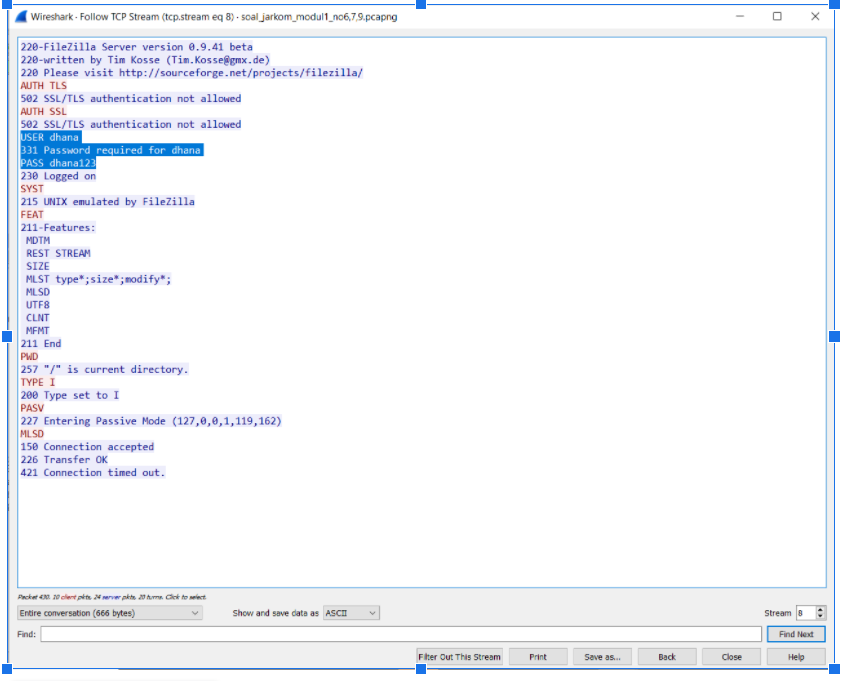 Wireshark · Follow TCP Stream (tcp.stream eq 8) · soal_jarkom_modul1_no6,7,9.pcapng
220-FileZilla Server version 0.9.41 beta
220-written by Tim Kosse (Tim.Kosse@gmx.de)
220 Please visit http://sourceforge.net/projects/filezilla/
AUTH TLS
502 SSL/TLS authentication not allowed
AUTH SSL
502 SSL/TLS authentication not allowed
USER dhana
331 Password required for dhana
PASS dhana123
230 Logged on
SYST
215 UNIX emulated by FileZilla
FEAT
211-Features:
MDTM
REST STREAM
SIZE
MLST type*;size*;modify*;
MLSD
UTF8
CLNT
MFMT
211 End
PWD
257 "/" is current directory.
TYPE I
200 Type set to I
PASV
227 Entering Passive Mode (127,0,0,1,119,162)
MLSD
150 Connection accepted
226 Transfer OK
421 Connection timed out.
Packet 430. 10 client pkts, 24 server pkts, 20 turns. Click to select.
Entire conversation (666 bytes) Show and save data as ASCII Stream 8
Find: Find Next
Filter Out This Stream Print Save as... Back Close Help